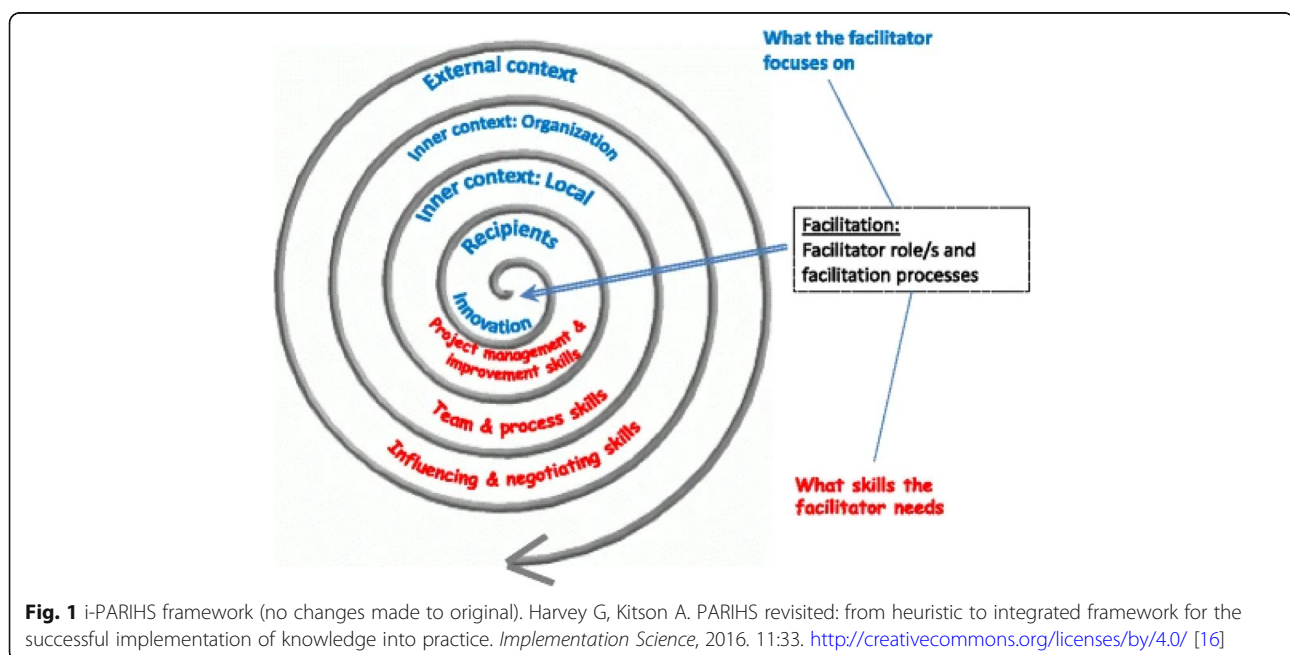 What the facilitator
focuses on
External context
Inner context: Organization
Inner context: Local
Recipients
Innovation
Facilitation:
Facilitator role/s and
facilitation processes
Project management &
improvement skills
Team & process skills
Influencing & negotiating skills
What skills the
facilitator needs
Fig. 1 i-PARIHS framework (no changes made to original). Harvey G, Kitson A. PARIHS revisited: from heuristic to integrated framework for the
successful implementation of knowledge into practice. Implementation Science, 2016. 11:33. http://creativecommons.org/licenses/by/4.0/ [16]